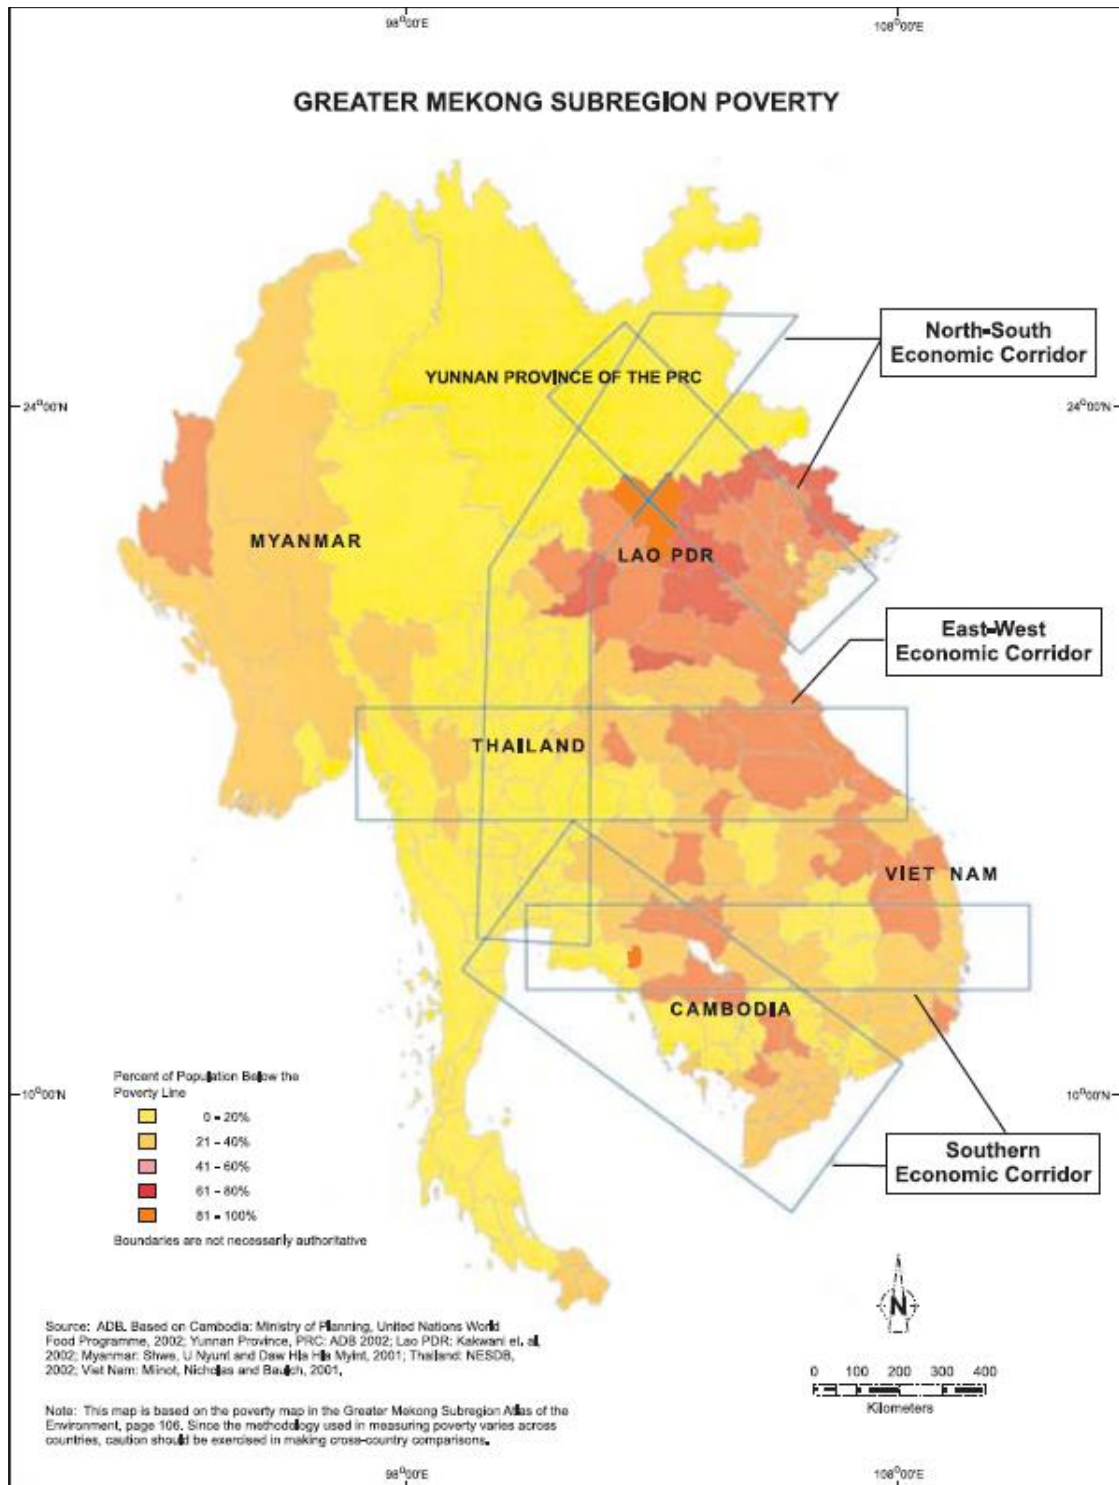 98°00'E
108°00'E
GREATER MEKONG SUBREGION POVERTY
North-South
Economic Corridor
YUNNAN PROVINCE OF THE PRC
24°00'N
24°00'N
MYANMAR
LAO PDR
East-West
Economic Corridor
THAILAND
VIET NAM
CAMBODIA
Percent of Population Below the
Poverty Line
0 – 20%
21 – 40%
41 – 60%
61 – 80%
81 – 100%
Boundaries are not necessarily authoritative
10°00'N
10°00'N
Southern
Economic Corridor
N
Source: ADB. Based on Cambodia: Ministry of Planning, United Nations World
Food Programme, 2002; Yunnan Province, PRC: ADB 2002; Lao PDR: Kakwani et. al.
2002; Myanmar: Shwe, U Nyunt and Daw Hla Hla Myint, 2001; Thailand: NESDB,
2002; Viet Nam: Minot, Nicholas and Baulch, 2001.
0 100 200 300 400
Kilometers
Note: This map is based on the poverty map in the Greater Mekong Subregion Atlas of the
Environment, page 106. Since the methodology used in measuring poverty varies across
countries, caution should be exercised in making cross-country comparisons.
98°00'E
108°00'E